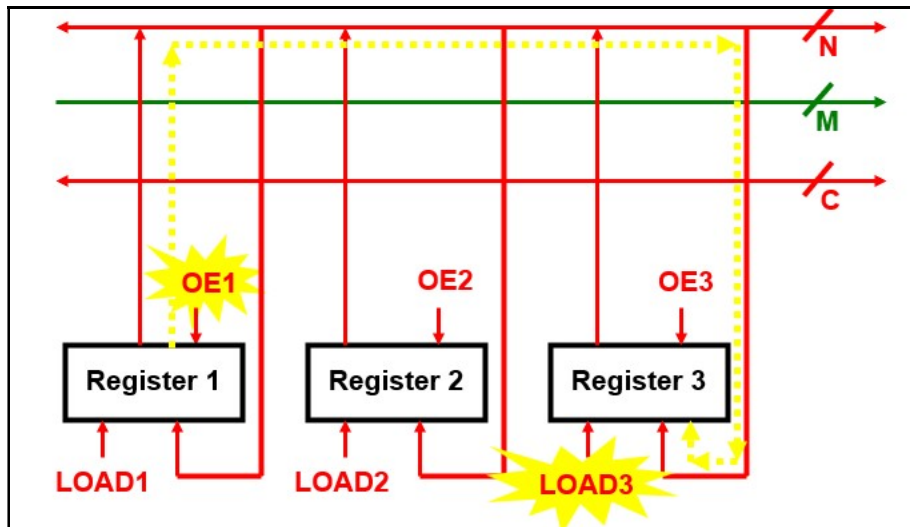 N
M
C
OE1
OE2
OE3
Register 1
Register 2
Register 3
LOAD1
LOAD2
LOAD3